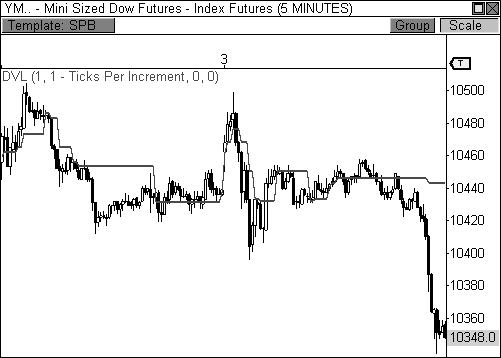 YM.. - Mini Sized Dow Futures - Index Futures (5 MINUTES)
Template: SPB Group Scale
3
T
DVL (1, 1 - Ticks Per Increment, 0, 0)
10500
10480
10460
10440
10420
10400
10380
10360
10348.0